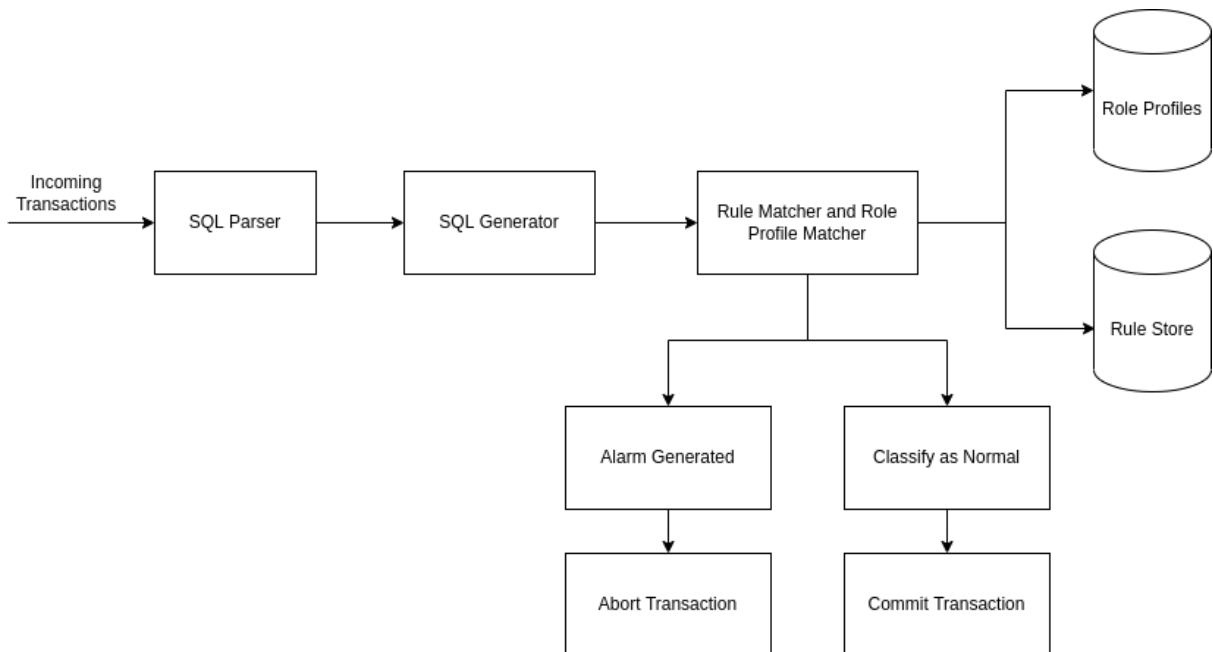 Incoming
Transactions
SQL Parser
SQL Generator
Rule Matcher and Role
Profile Matcher
Role Profiles
Rule Store
Alarm Generated
Classify as Normal
Abort Transaction
Commit Transaction